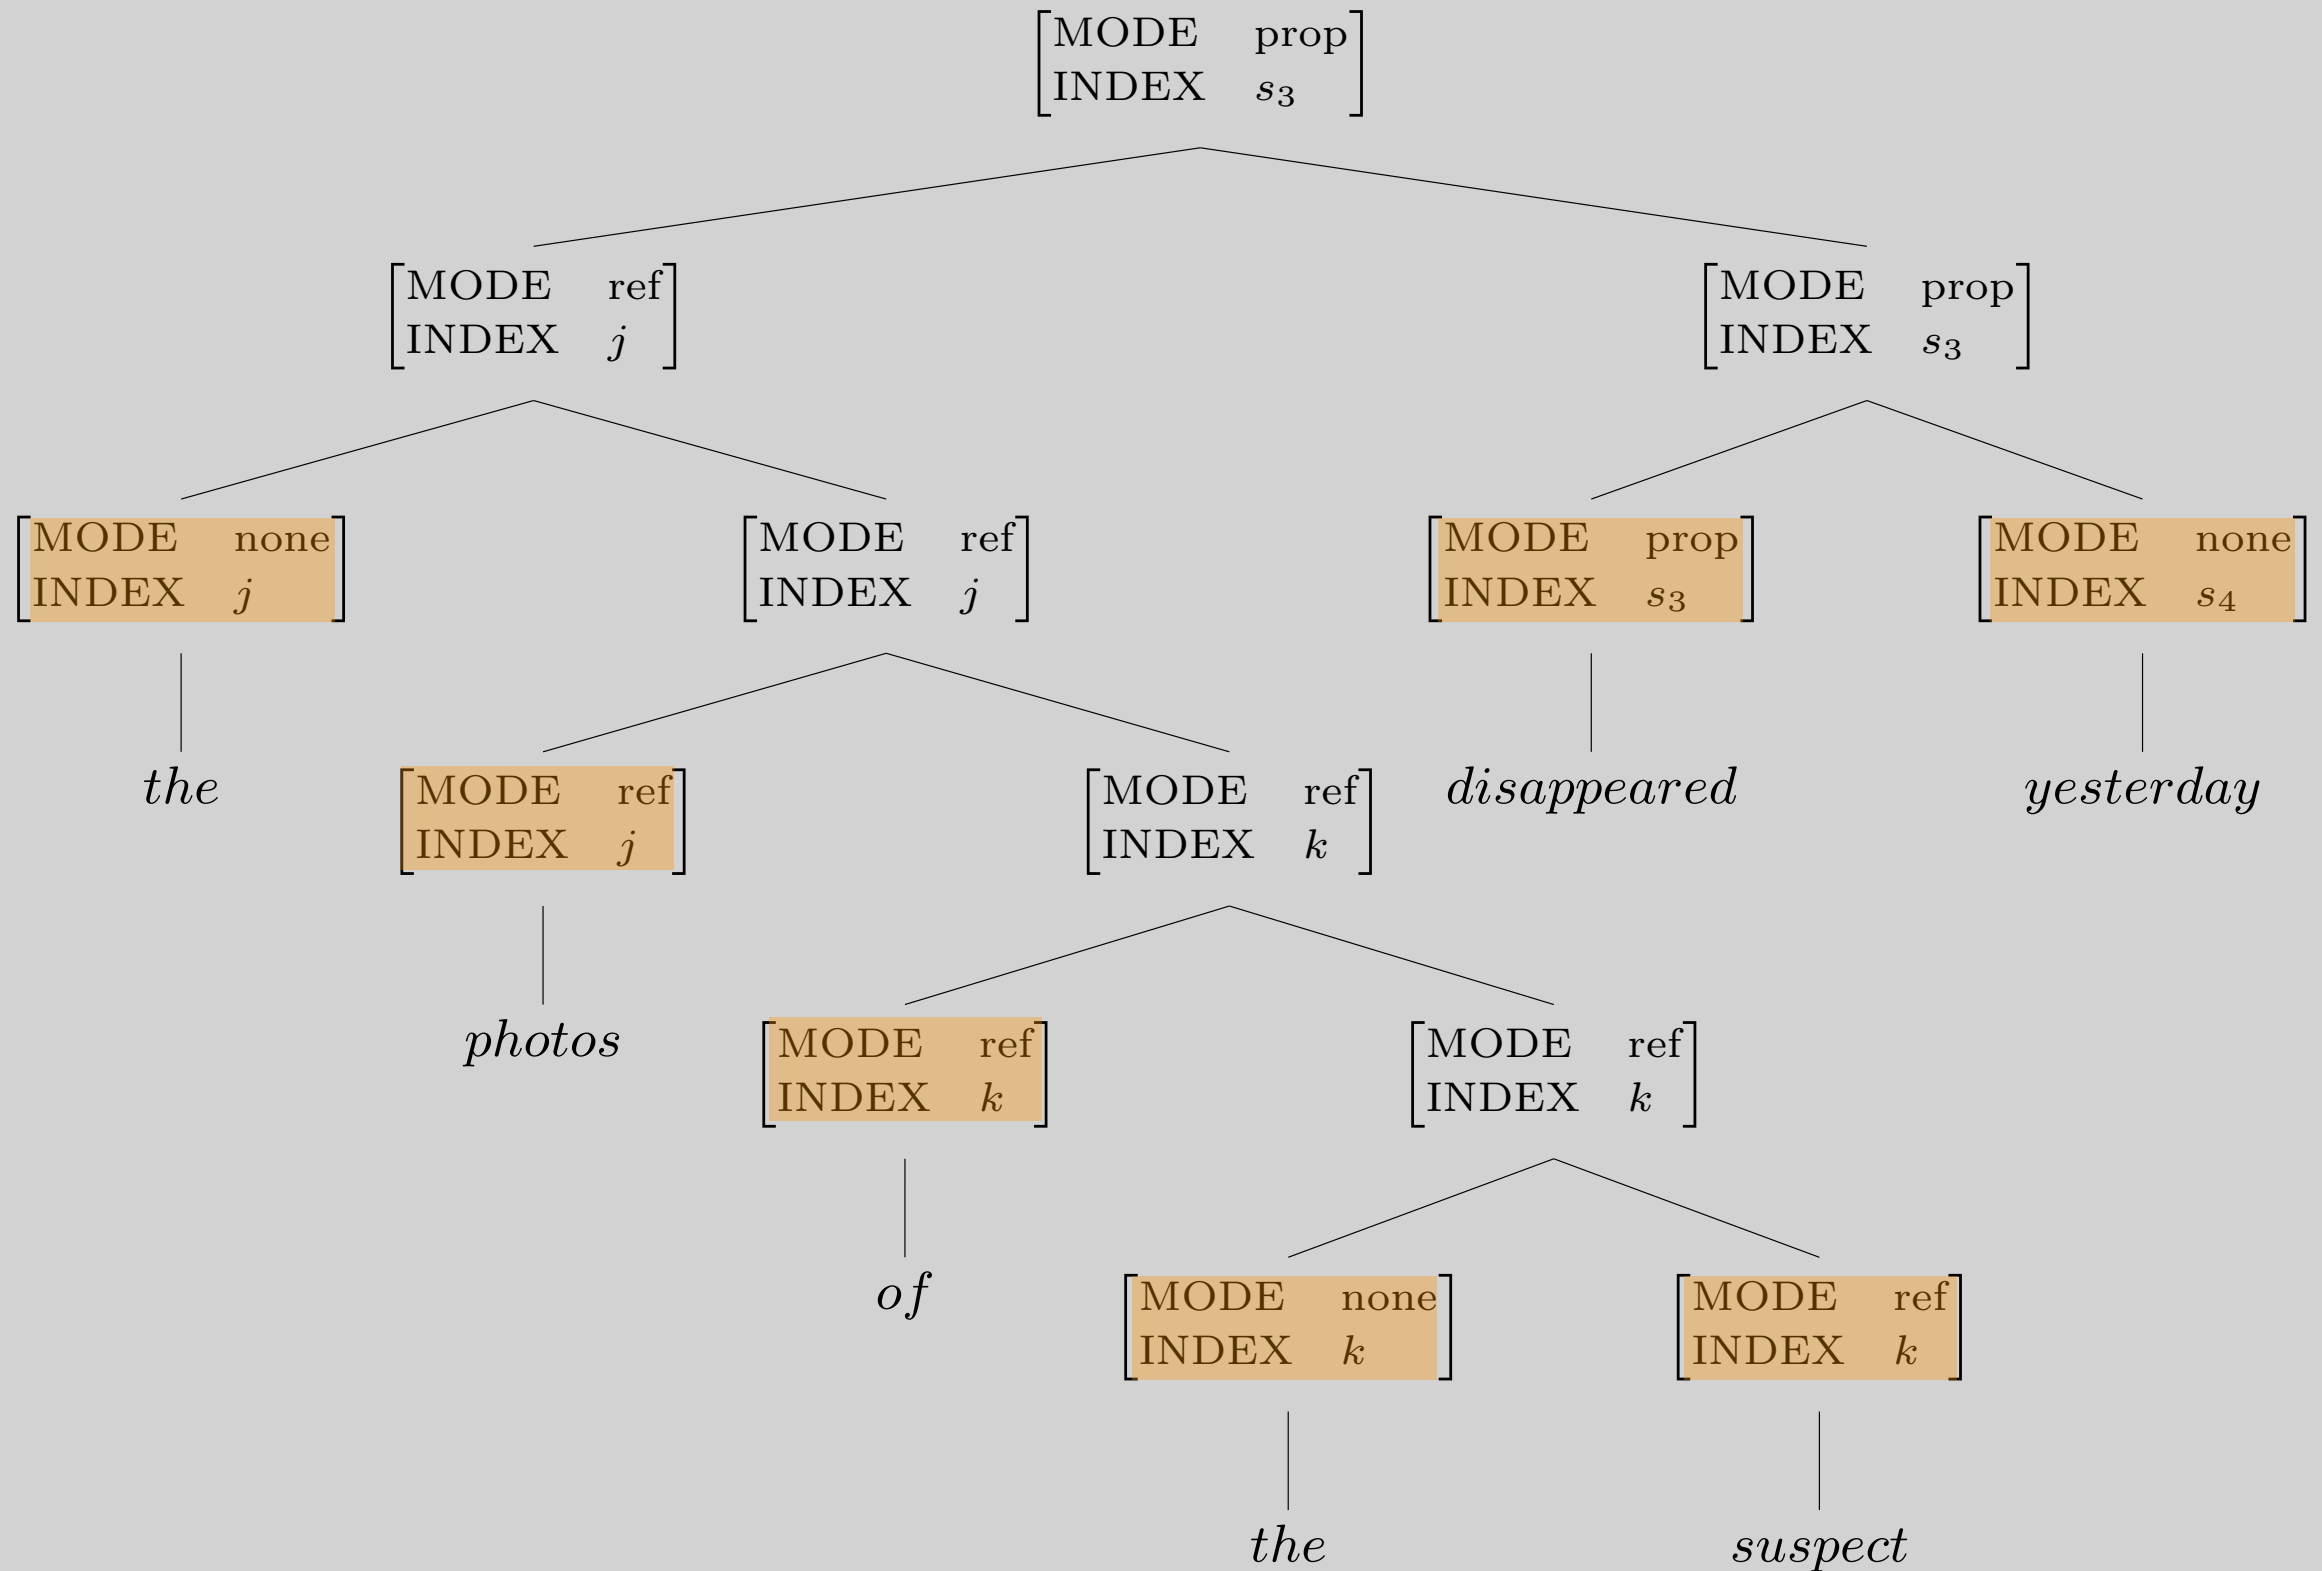 MODE prop
INDEX s₃
MODE ref
INDEX j
MODE prop
INDEX s₃
MODE none
INDEX j
MODE ref
INDEX j
MODE prop
INDEX s₃
MODE none
INDEX s₄
the
MODE ref
INDEX j
MODE ref
INDEX k
disappeared
yesterday
photos
MODE ref
INDEX k
MODE ref
INDEX k
of
MODE none
INDEX k
MODE ref
INDEX k
the
suspect